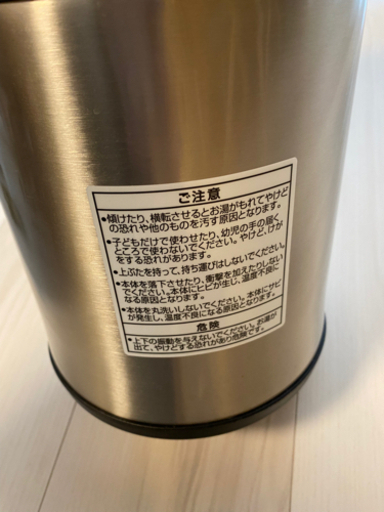 ご注意
●傾けたり、横転させるとお湯がもれてやけど
の恐れや他のものを汚す原因となります。
●子どもだけで使わせたり、幼児の手の届く
ところで使わないでください。やけど、けが
をする恐れがあります。
●上ぶたを持って、持ち運びはしないでください。
●本体を落下させたり、衝撃を加えたりしない
でください。本体にヒビが生じ、温度不良に
なる原因となります。
●本体を丸洗いしないでください。本体にサビ
が発生し、温度不良になる原因となります。
危険
●上下の振動を与えないでください。お湯が
出て、やけどする恐れがあり危険です。